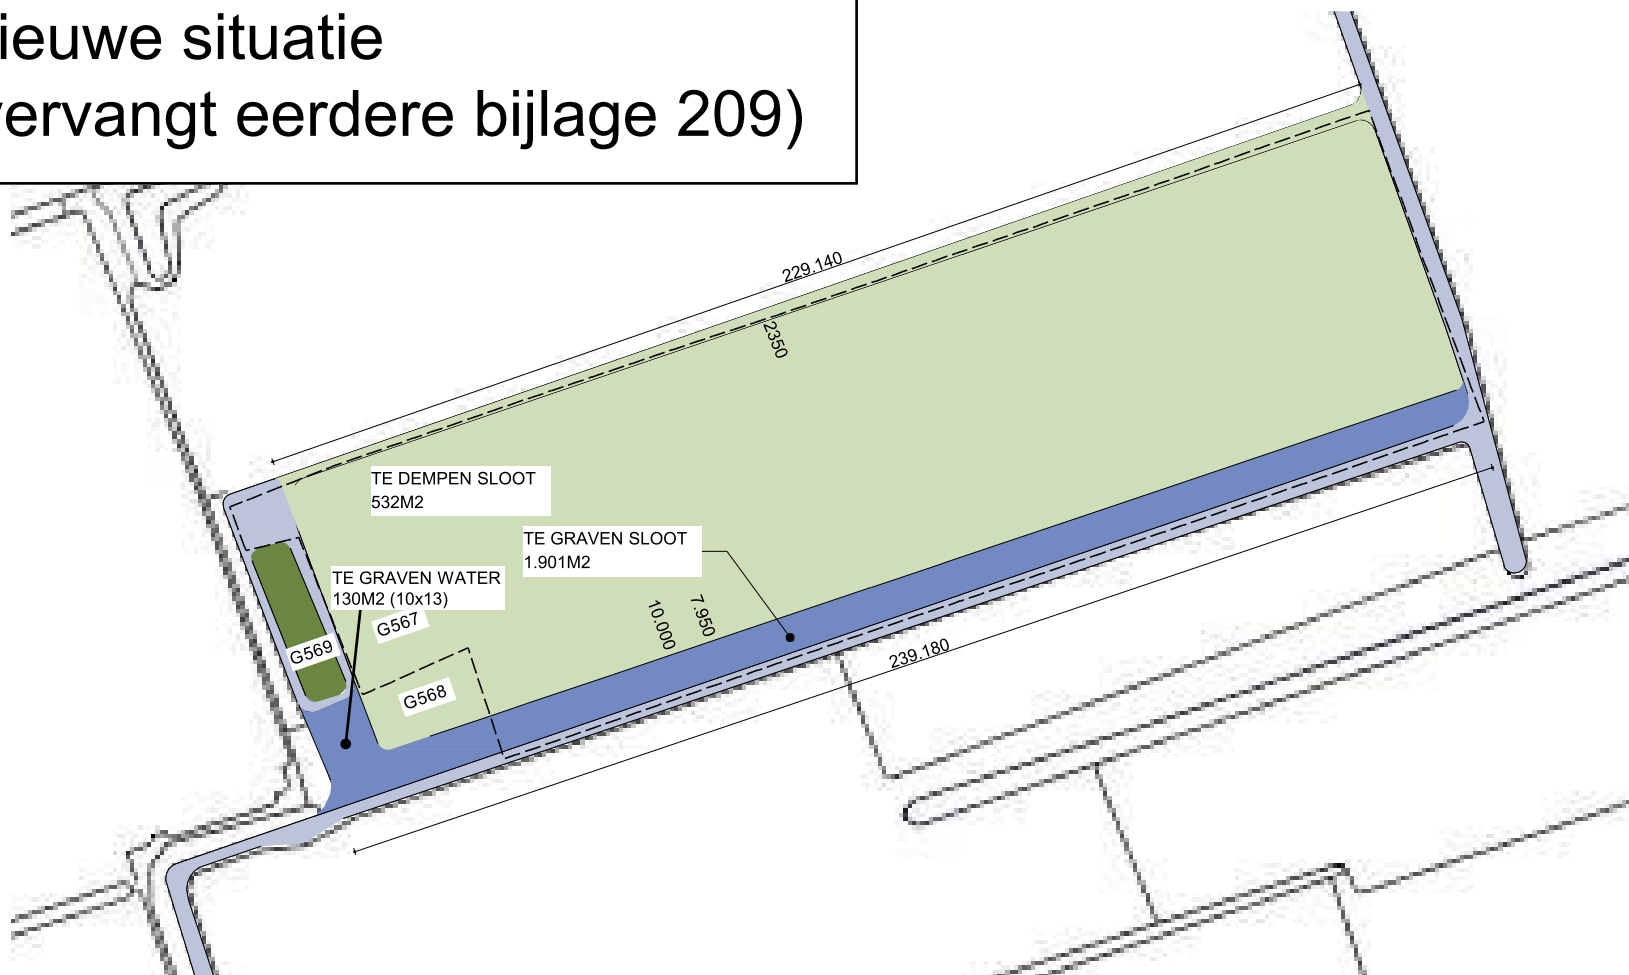 ieuwe situatie
vervangt eerdere bijlage 209)
229.140
2350
TE DEMPEN SLOOT
532M2
TE GRAVEN SLOOT
1.901M2
TE GRAVEN WATER
130M2 (10x13)
G567
G569
G568
10.000
7.950
239.180